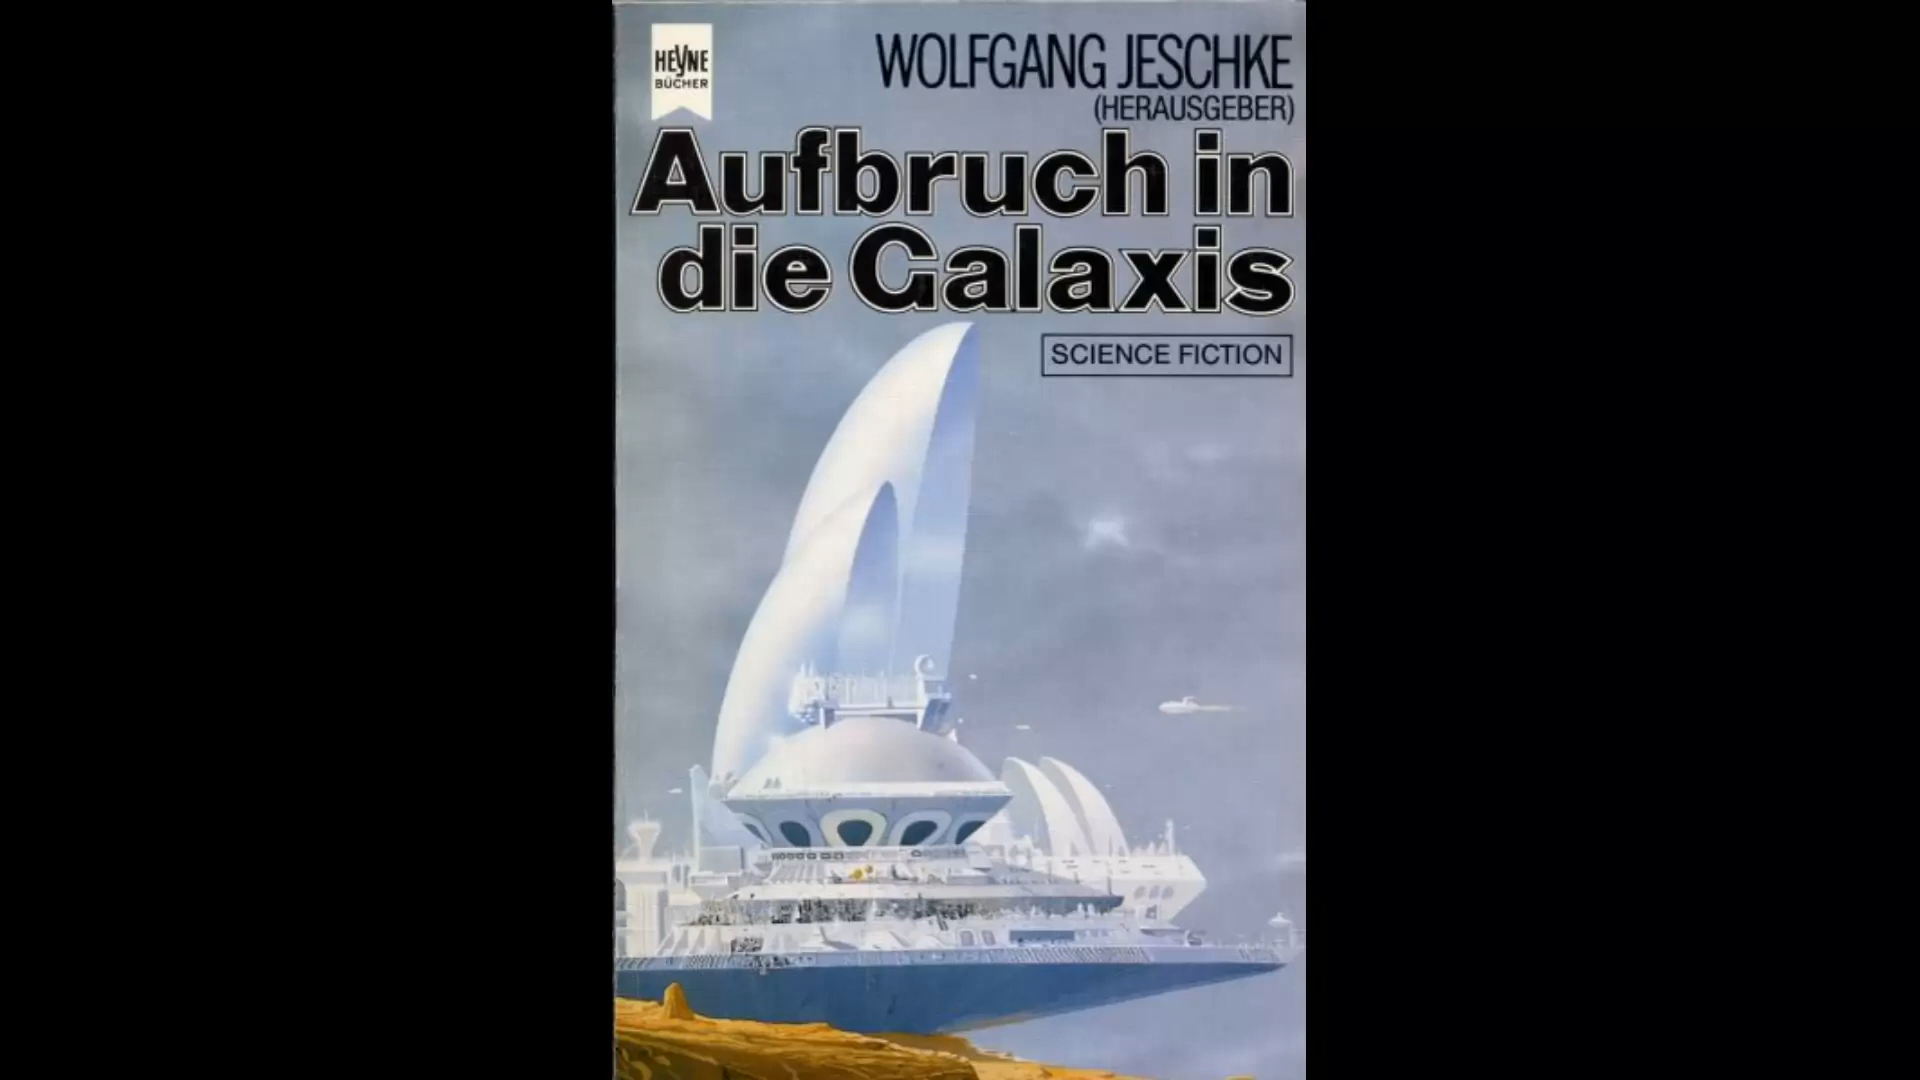 HEYNE
BÜCHER
WOLFGANG JESCHKE
(HERAUSGEBER)
Aufbruch in
die Galaxis
SCIENCE FICTION